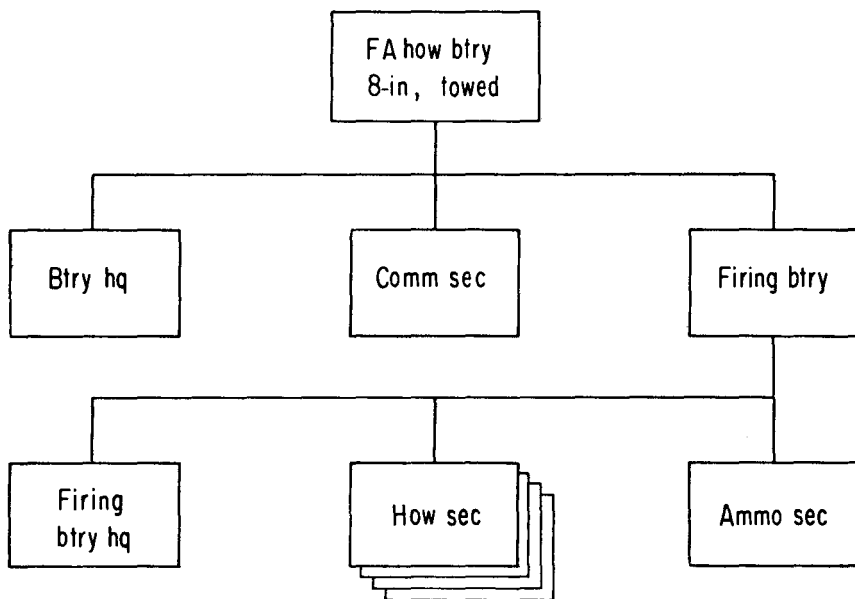 FA how btry
8-in, towed
Btry hq
Comm sec
Firing btry
Firing
btry hq
How sec
Ammo sec